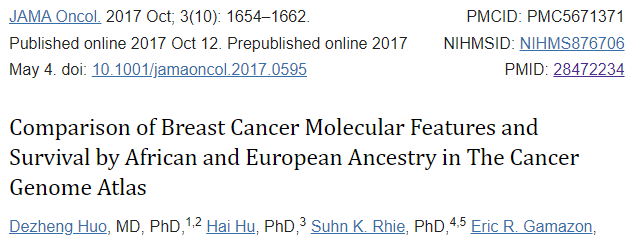 JAMA Oncol. 2017 Oct; 3(10): 1654–1662. PMCID: PMC5671371
Published online 2017 Oct 12. Prepublished online 2017 NIHMSID: NIHMS876706
May 4. doi: 10.1001/jamaoncol.2017.0595 PMID: 28472234
Comparison of Breast Cancer Molecular Features and
Survival by African and European Ancestry in The Cancer
Genome Atlas
Dezheng Huo, MD, PhD,1,2 Hai Hu, PhD,3 Suhn K. Rhie, PhD,4,5 Eric R. Gamazon,